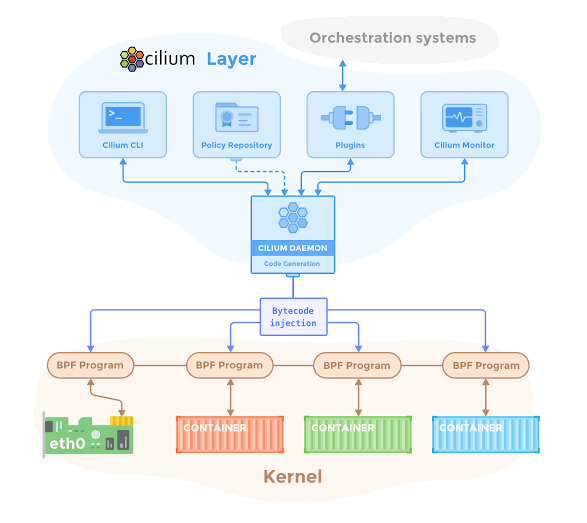 Orchestration systems
cilium Layer
>_
Cilium CLI
Policy Repository
Plugins
Cilium Monitor
CILIUM DAEMON
Code Generation
Bytecode
injection
BPF Program
BPF Program
BPF Program
BPF Program
eth0
CONTAINER
CONTAINER
CONTAINER
Kernel